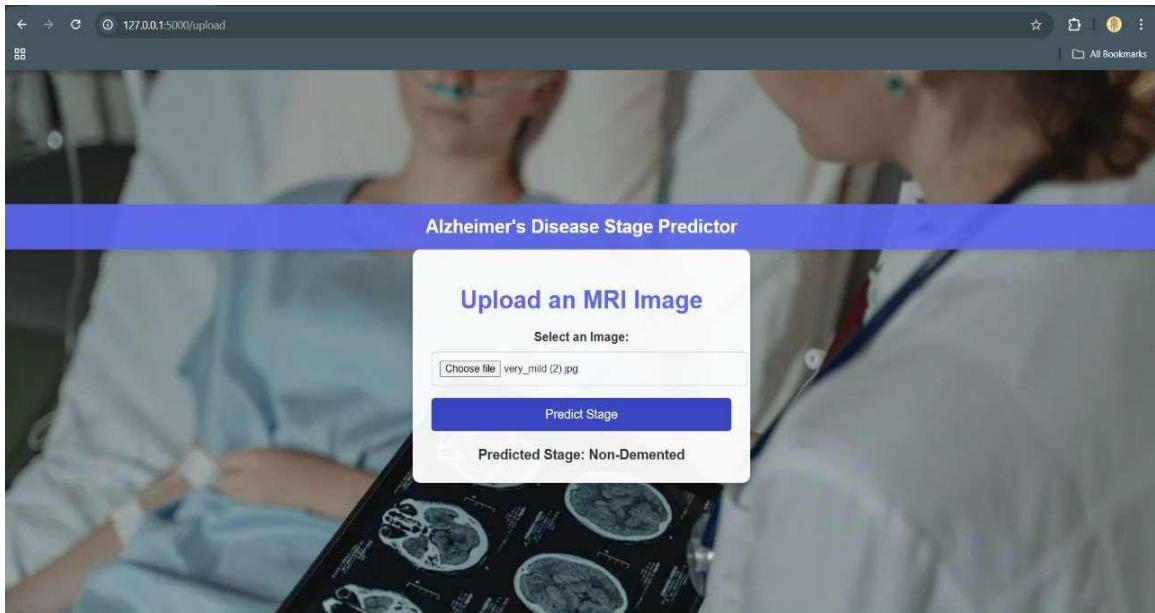 127.0.0.1:5000/upload
All Bookmarks
Alzheimer's Disease Stage Predictor
Upload an MRI Image
Select an Image:
Choose file very_mild (2).jpg
Predict Stage
Predicted Stage: Non-Demented